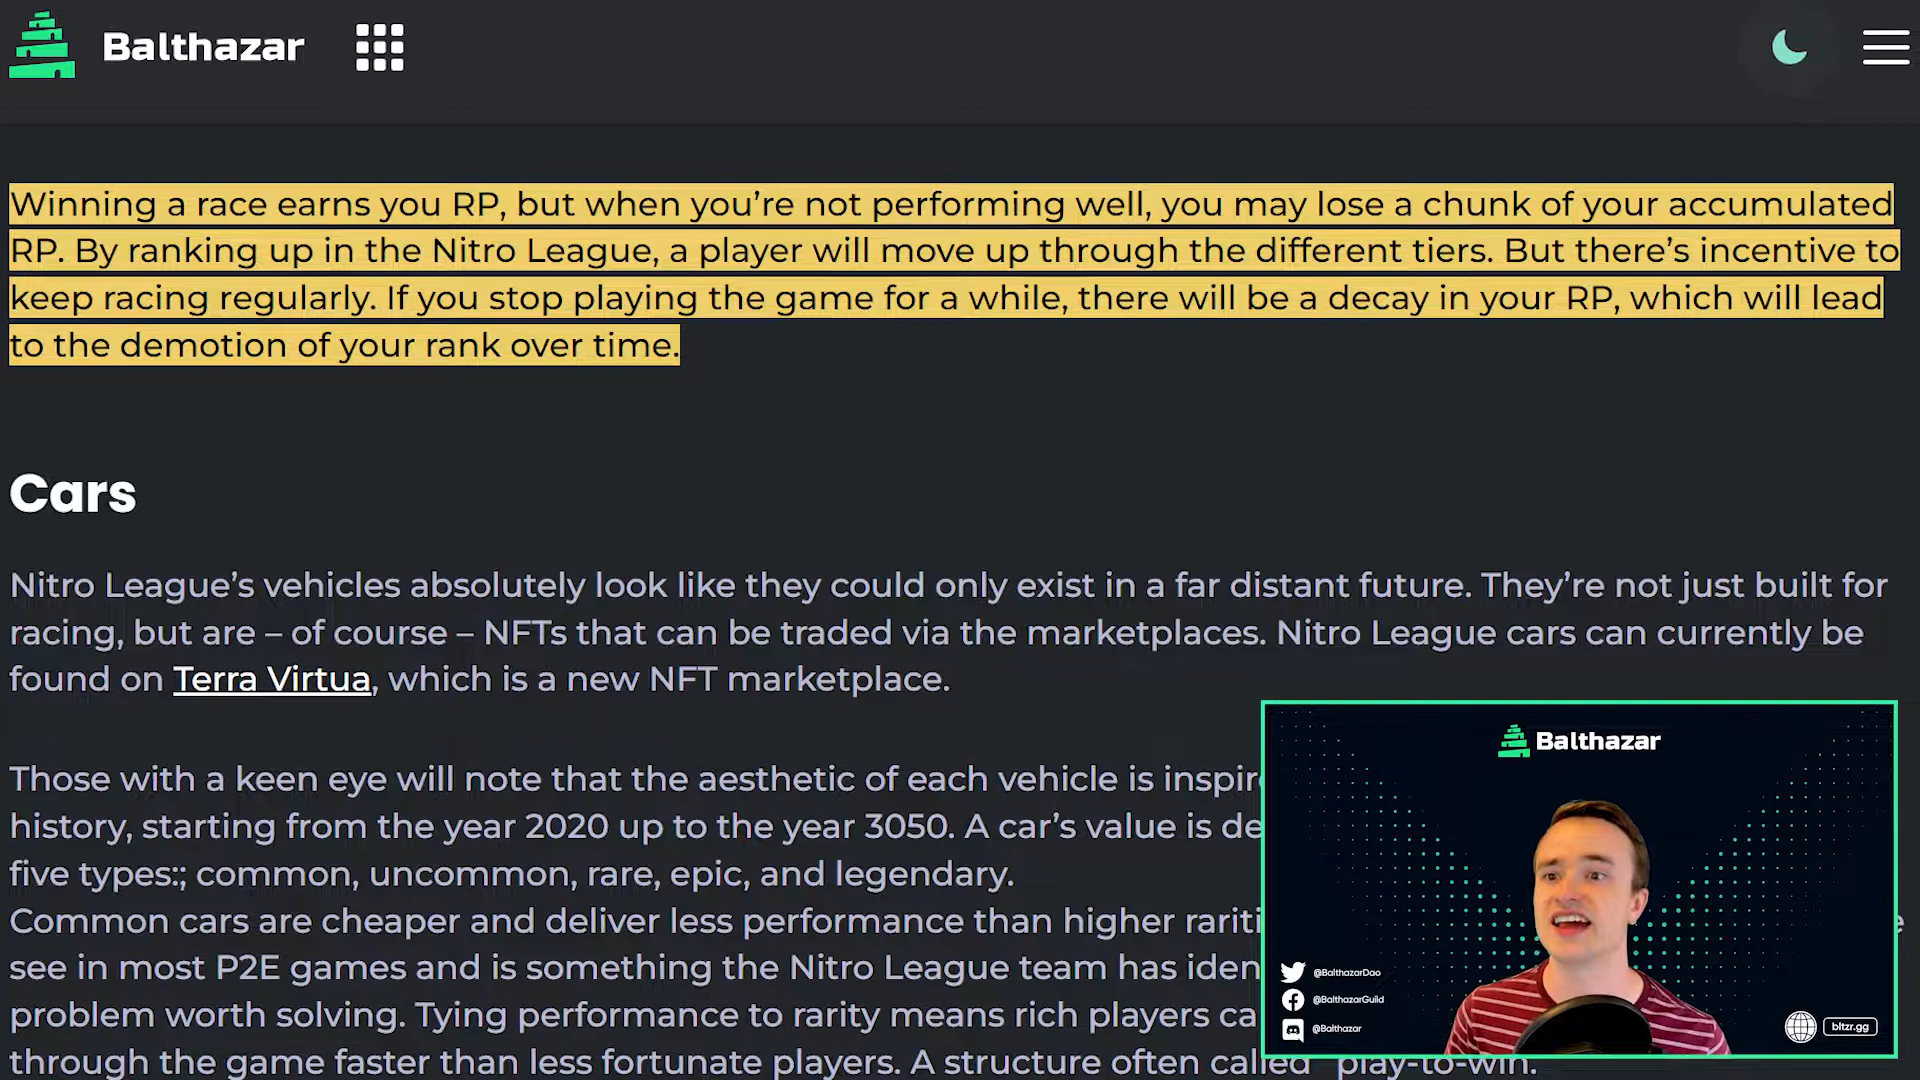 Balthazar
Winning a race earns you RP, but when you're not performing well, you may lose a chunk of your accumulated
RP. By ranking up in the Nitro League, a player will move up through the different tiers. But there's incentive to
keep racing regularly. If you stop playing the game for a while, there will be a decay in your RP, which will lead
to the demotion of your rank over time.
Cars
Nitro League's vehicles absolutely look like they could only exist in a far distant future. They're not just built for
racing, but are – of course – NFTs that can be traded via the marketplaces. Nitro League cars can currently be
found on Terra Virtua, which is a new NFT marketplace.
Those with a keen eye will note that the aesthetic of each vehicle is
history, starting from the year 2020 up to the year 3050. A car's value is
five types:; common, uncommon, rare, epic, and legendary.
Common cars are cheaper and deliver less performance than higher
see in most P2E games and is something the Nitro League team has
problem worth solving. Tying performance to rarity means rich players
through the game faster than less fortunate players. A structure often called "play-to-win.
Balthazar
@BalthazarDao
@BalthazarGuild
@Balthazar
bltzr.gg